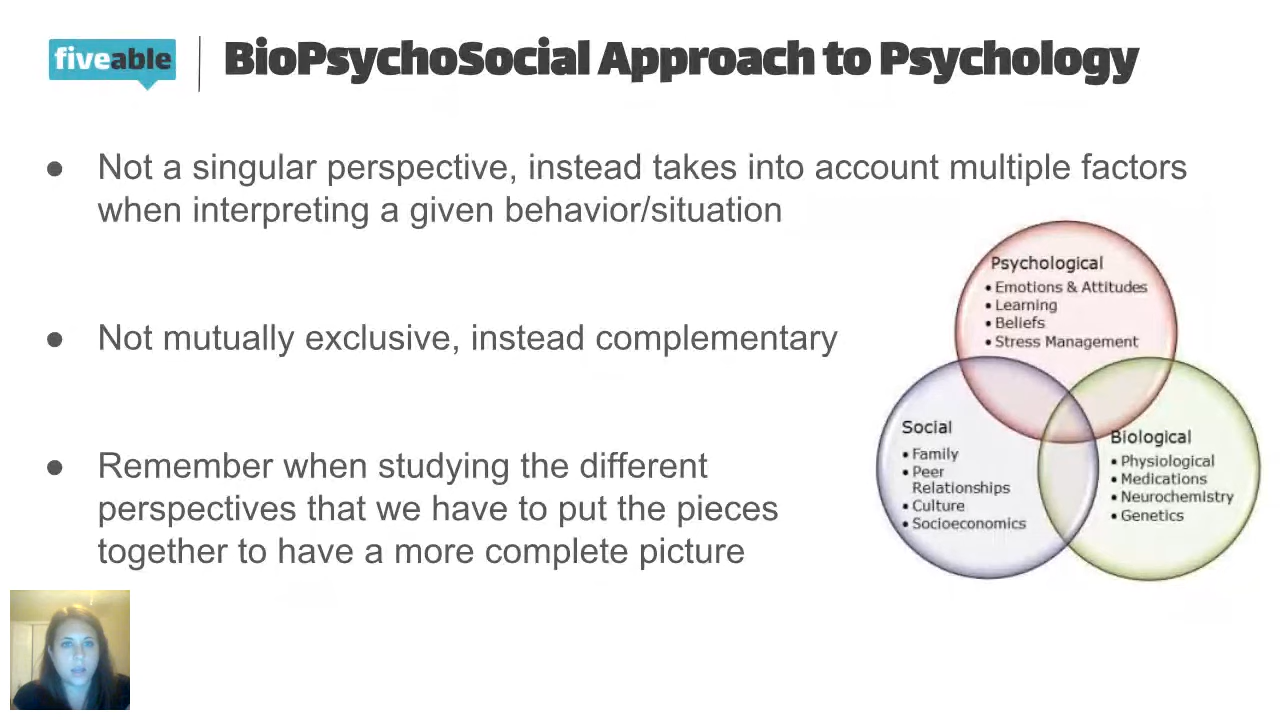 fiveable
BioPsychoSocial Approach to Psychology
● Not a singular perspective, instead takes into account multiple factors
when interpreting a given behavior/situation
● Not mutually exclusive, instead complementary
● Remember when studying the different
perspectives that we have to put the pieces
together to have a more complete picture
Psychological
• Emotions & Attitudes
• Learning
• Beliefs
• Stress Management
Social
• Family
• Peer
Relationships
• Culture
• Socioeconomics
Biological
• Physiological
• Medications
• Neurochemistry
• Genetics